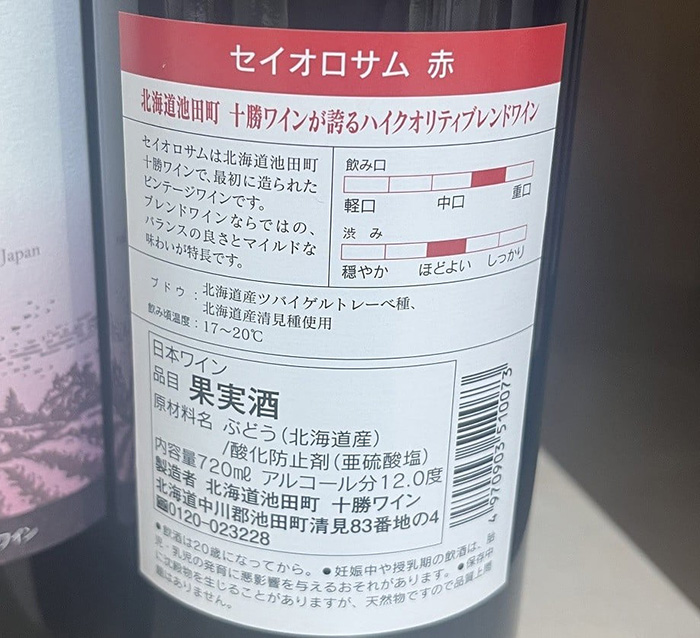 セイオロサム 赤
北海道池田町 十勝ワインが誇るハイクオリティブレンドワイン
セイオロサムは北海道池田町
十勝ワインで、最初に造られた
ビンテージワインです。
ブレンドワインならではの、
バランスの良さとマイルドな
味わいが特長です。
飲み口
軽口 中口 重口
渋み
穏やか ほどよい しっかり
ブドウ：北海道産ツバイゲルトレーベ種、
北海道産清見種使用
飲み頃温度：17〜20℃
日本ワイン
品目 果実酒
原材料名 ぶどう(北海道産)
/酸化防止剤(亜硫酸塩)
内容量720㎖ アルコール分12.0度
製造者 北海道池田町 十勝ワイン
北海道中川郡池田町清見83番地の4
☎0120-023228
4 970903 510073
●飲酒は20歳になってから。●妊娠中や授乳期の飲酒は、胎
児・乳児の発育に悪影響を与えるおそれがあります。●保存中
に沈殿物を生じることがありますが、天然物ですので品質上問
題はありません。
Japan
ワイン